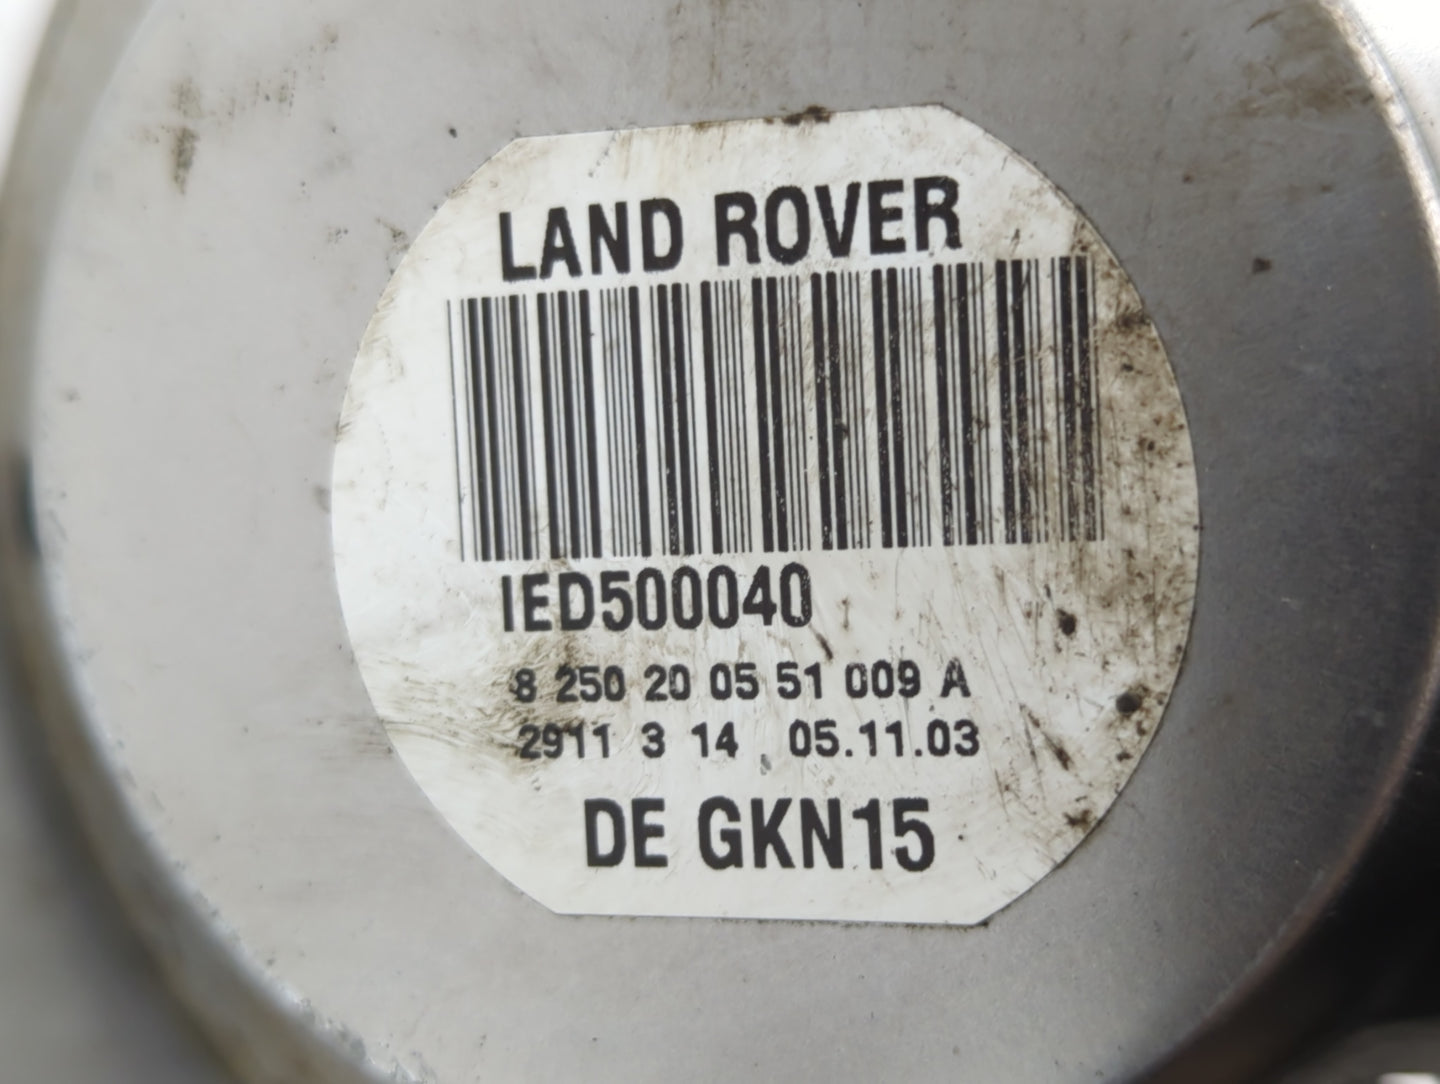 LAND ROVER
IED500040
8 250 20 05 51 009 A
2911 3 14 05.11.03
DE GKN15